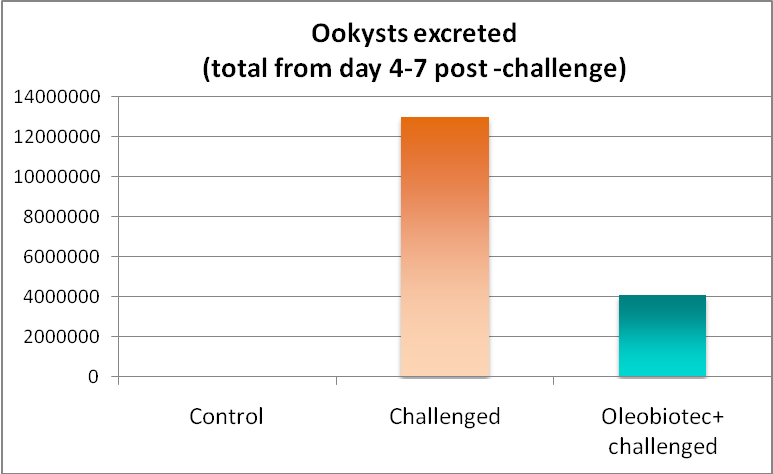 Ookysts excreted
(total from day 4-7 post -challenge)
14000000
12000000
10000000
8000000
6000000
4000000
2000000
0
Control
Challenged
Oleobiotec+
challenged